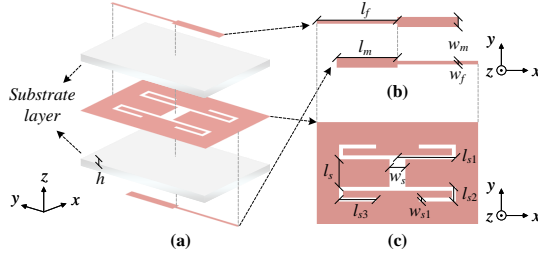 l_f
w_m
l_m
w_f
y
z
x
(b)
Substrate
layer
h
z
y
x
(a)
l_s
w_s
l_s1
l_s2
l_s3
w_s1
y
z
x
(c)